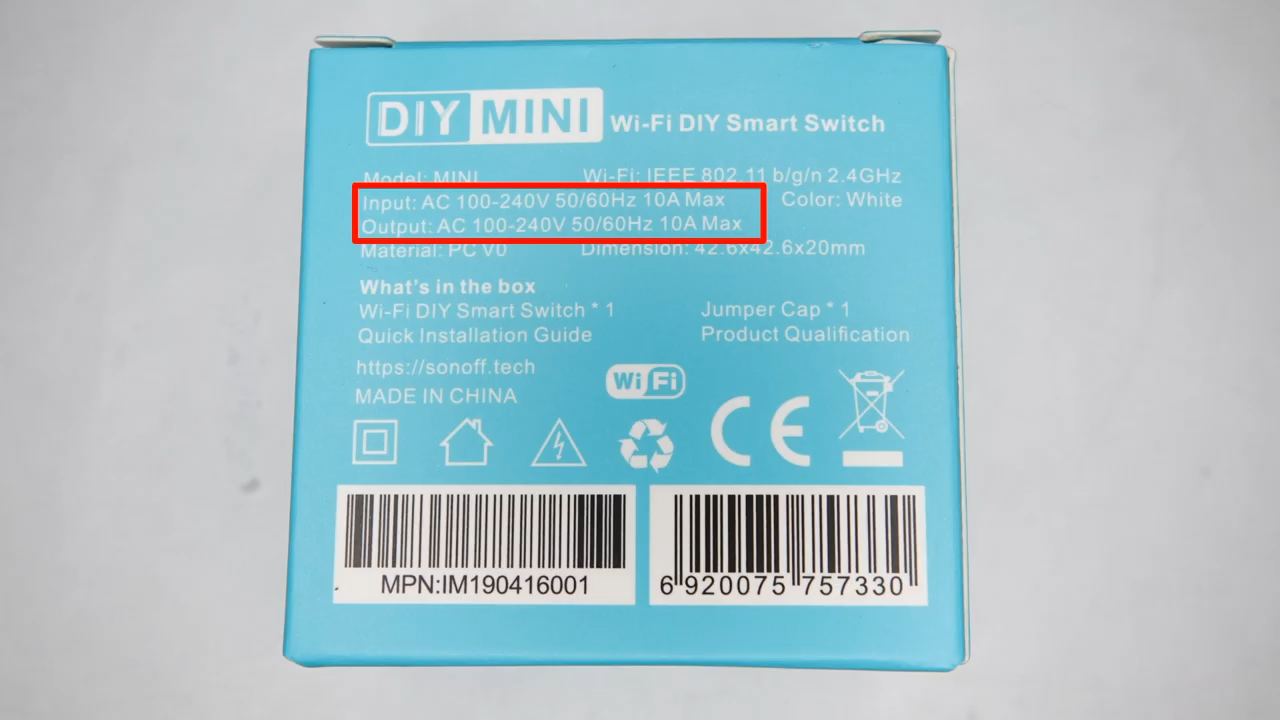 DIY MINI Wi-Fi DIY Smart Switch
Model: MINI Wi-Fi: IEEE 802.11 b/g/n 2.4GHz
Input: AC 100-240V 50/60Hz 10A Max Color: White
Output: AC 100-240V 50/60Hz 10A Max
Material: PC V0 Dimension: 42.6x42.6x20mm
What's in the box
Wi-Fi DIY Smart Switch * 1 Jumper Cap * 1
Quick Installation Guide Product Qualification
https://sonoff.tech
MADE IN CHINA
Wi Fi
CE
MPN:IM190416001
6 920075 757330